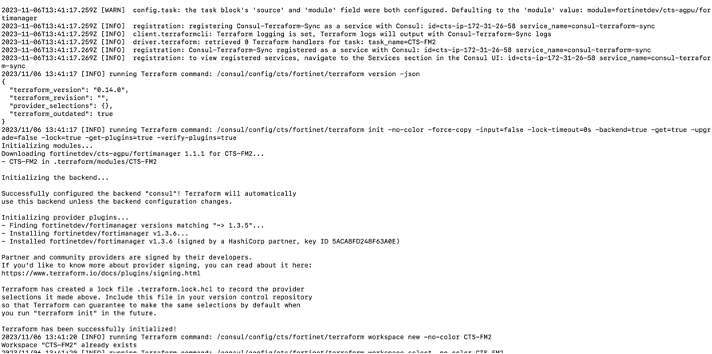 2023-11-06T13:41:17.259Z [WARN]  config.task: the task block's 'source' and 'module' field were both configured. Defaulting to the 'module' value: module=fortinetdev/cts-agpu/for
timanager
2023-11-06T13:41:17.259Z [INFO]  registration: registering Consul-Terraform-Sync as a service with Consul: id=cts-ip-172-31-26-58 service_name=consul-terraform-sync
2023-11-06T13:41:17.259Z [INFO]  client.terraformcli: Terraform logging is set, Terraform logs will output with Consul-Terraform-Sync logs
2023-11-06T13:41:17.259Z [INFO]  driver.terraform: retrieved 0 Terraform handlers for task: task_name=CTS-FM2
2023-11-06T13:41:17.269Z [INFO]  registration: Consul-Terraform-Sync registered as a service with Consul: id=cts-ip-172-31-26-58 service_name=consul-terraform-sync
2023-11-06T13:41:17.269Z [INFO]  registration: to view registered services, navigate to the Services section in the Consul UI: id=cts-ip-172-31-26-58 service_name=consul-terrafor
m-sync
2023/11/06 13:41:17 [INFO] running Terraform command: /consul/config/cts/fortinet/terraform version -json
{
  "terraform_version": "0.14.0",
  "terraform_revision": "",
  "provider_selections": {},
  "terraform_outdated": true
}
2023/11/06 13:41:17 [INFO] running Terraform command: /consul/config/cts/fortinet/terraform init -no-color -force-copy -input=false -lock-timeout=0s -backend=true -get=true -upgr
ade=false -lock=true -get-plugins=true -verify-plugins=true
Initializing modules...
Downloading fortinetdev/cts-agpu/fortimanager 1.1.1 for CTS-FM2...
- CTS-FM2 in .terraform/modules/CTS-FM2
Initializing the backend...
Successfully configured the backend "consul"! Terraform will automatically
use this backend unless the backend configuration changes.
Initializing provider plugins...
- Finding fortinetdev/fortimanager versions matching "~> 1.3.5"...
- Installing fortinetdev/fortimanager v1.3.6...
- Installed fortinetdev/fortimanager v1.3.6 (signed by a HashiCorp partner, key ID 5ACA8FD248F63A0E)
Partner and community providers are signed by their developers.
If you'd like to know more about provider signing, you can read about it here:
https://www.terraform.io/docs/plugins/signing.html
Terraform has created a lock file .terraform.lock.hcl to record the provider
selections it made above. Include this file in your version control repository
so that Terraform can guarantee to make the same selections by default when
you run "terraform init" in the future.
Terraform has been successfully initialized!
2023/11/06 13:41:20 [INFO] running Terraform command: /consul/config/cts/fortinet/terraform workspace new -no-color CTS-FM2
Workspace "CTS-FM2" already exists
2023/11/06 13:41:20 [INFO] running Terraform command: /consul/config/cts/fortinet/terraform workspace select -no-color CTS-FM2